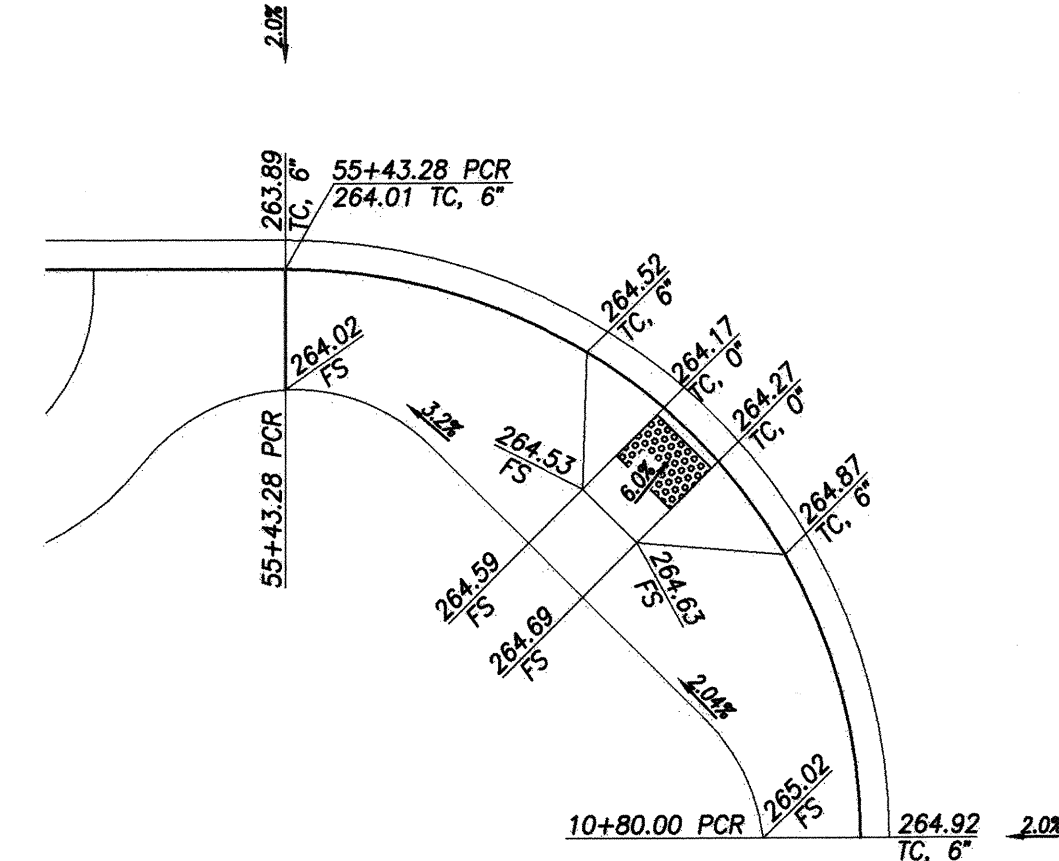 2.0%
263.89
TC, 6"
55+43.28 PCR
264.01 TC, 6"
264.52
TC, 6"
264.17
TC, 0"
264.27
TC, 0"
264.02
FS
3.2%
264.53
FS
6.0%
264.87
TC, 6"
55+43.28 PCR
264.59
FS
264.63
FS
264.69
FS
2.04%
265.02
FS
10+80.00 PCR
264.92
TC, 6"
2.0%